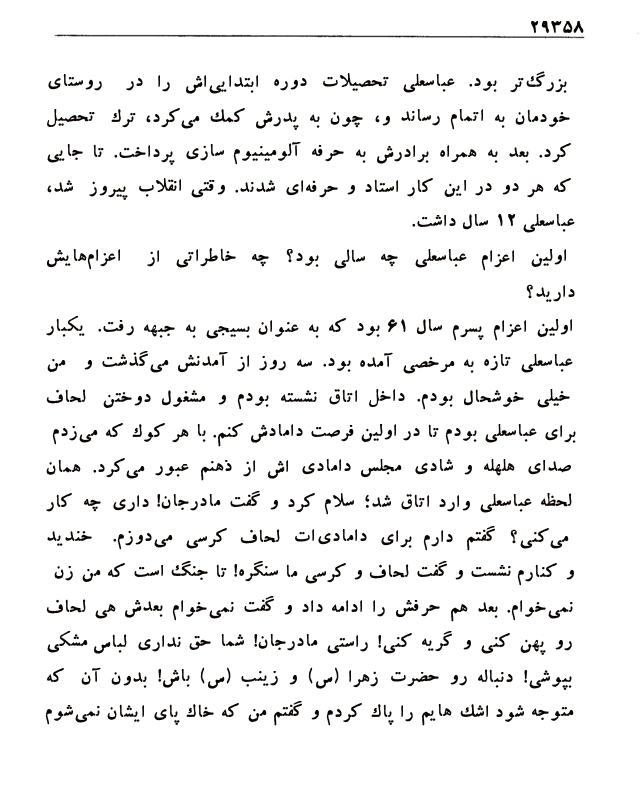 ۲۹۳۵۸
بزرگ‌تر بود. عباسعلی تحصیلات دوره ابتدایی‌اش را در روستای
خودمان به اتمام رساند و، چون به پدرش کمك می‌کرد، ترك تحصیل
کرد. بعد به همراه برادرش به حرفه آلومینیوم سازی پرداخت. تا جایی
که هر دو در این کار استاد و حرفه‌ای شدند. وقتی انقلاب پیروز شد،
عباسعلی ۱۲ سال داشت.
اولین اعزام عباسعلی چه سالی بود؟ چه خاطراتی از اعزام‌هایش
دارید؟
اولین اعزام پسرم سال ۶۱ بود که به عنوان بسیجی به جبهه رفت. یکبار
عباسعلی تازه به مرخصی آمده بود. سه روز از آمدنش می‌گذشت و من
خیلی خوشحال بودم. داخل اتاق نشسته بودم و مشغول دوختن لحاف
برای عباسعلی بودم تا در اولین فرصت دامادش کنم. با هر کوك که می‌زدم
صدای هلهله و شادی مجلس دامادی اش از ذهنم عبور می‌کرد. همان
لحظه عباسعلی وارد اتاق شد؛ سلام کرد و گفت مادرجان! داری چه کار
می‌کنی؟ گفتم دارم برای دامادی‌ات لحاف کرسی می‌دوزم. خندید
و کنارم نشست و گفت لحاف و کرسی ما سنگره! تا جنگ است که من زن
نمی‌خوام. بعد هم حرفش را ادامه داد و گفت نمی‌خوام بعدش هی لحاف
رو پهن کنی و گریه کنی! راستی مادرجان! شما حق نداری لباس مشکی
بپوشی! دنباله رو حضرت زهرا (س) و زینب (س) باش! بدون آن که
متوجه شود اشك هایم را پاك کردم و گفتم من که خاك پای ایشان نمی‌شوم